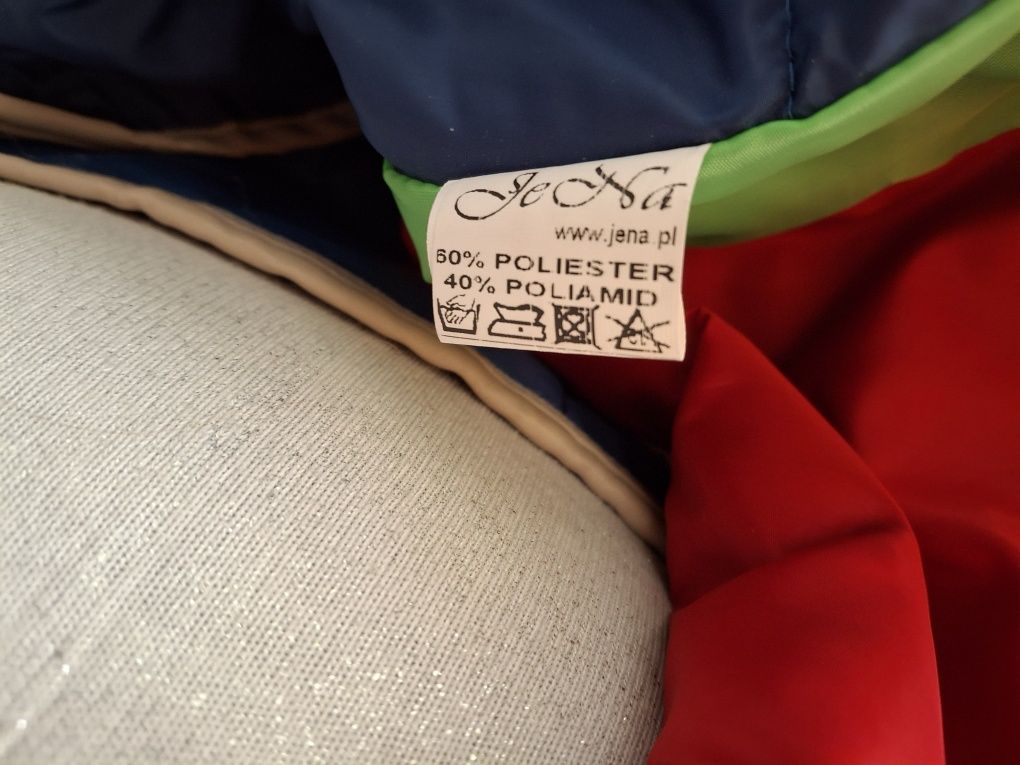 JeNa
www.jena.pl
60% POLIESTER
40% POLIAMID